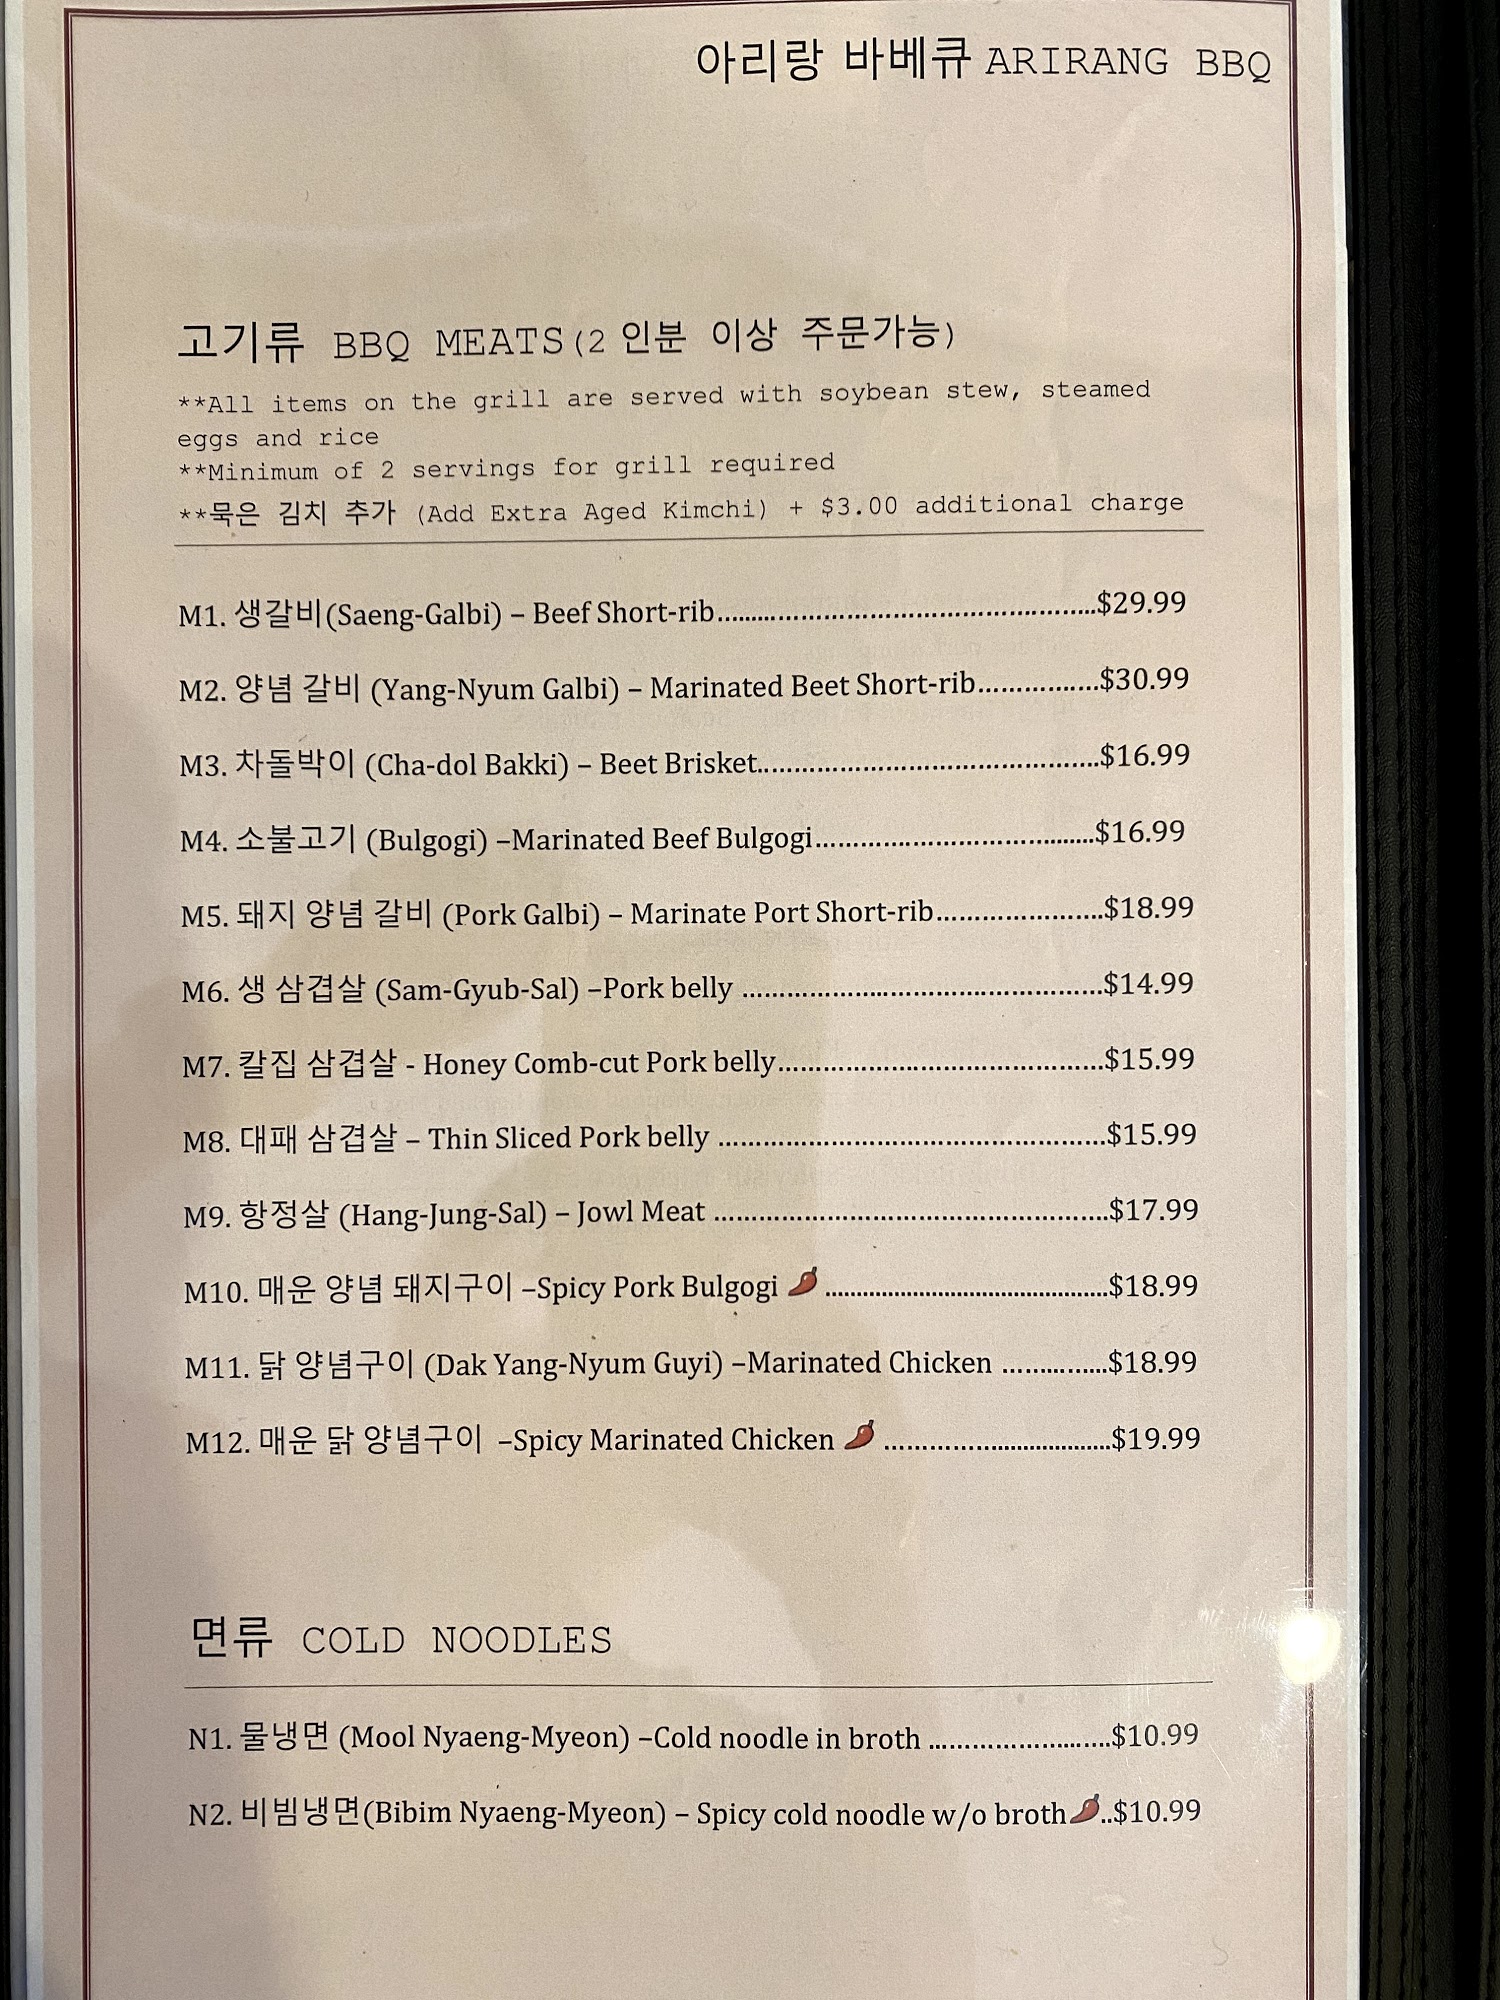 아리랑 바베큐 ARIRANG BBQ
고기류 BBQ MEATS(2 인분 이상 주문가능)
**All items on the grill are served with soybean stew, steamed
eggs and rice
**Minimum of 2 servings for grill required
**묵은 김치 추가 (Add Extra Aged Kimchi) + $3.00 additional charge
M1. 생갈비(Saeng-Galbi) – Beef Short-rib........................................$29.99
M2. 양념 갈비 (Yang-Nyum Galbi) – Marinated Beet Short-rib................$30.99
M3. 차돌박이 (Cha-dol Bakki) – Beet Brisket........................................$16.99
M4. 소불고기 (Bulgogi) –Marinated Beef Bulgogi................................$16.99
M5. 돼지 양념 갈비 (Pork Galbi) – Marinate Port Short-rib......................$18.99
M6. 생 삼겹살 (Sam-Gyub-Sal) –Pork belly ........................................$14.99
M7. 칼집 삼겹살 - Honey Comb-cut Pork belly........................................$15.99
M8. 대패 삼겹살 – Thin Sliced Pork belly ........................................$15.99
M9. 항정살 (Hang-Jung-Sal) – Jowl Meat ........................................$17.99
M10. 매운 양념 돼지구이 –Spicy Pork Bulgogi 🌶 ........................................$18.99
M11. 닭 양념구이 (Dak Yang-Nyum Guyi) –Marinated Chicken ..............$18.99
M12. 매운 닭 양념구이 –Spicy Marinated Chicken 🌶 ..............................$19.99
면류 COLD NOODLES
N1. 물냉면 (Mool Nyaeng-Myeon) –Cold noodle in broth ........................$10.99
N2. 비빔냉면(Bibim Nyaeng-Myeon) – Spicy cold noodle w/o broth🌶..$10.99